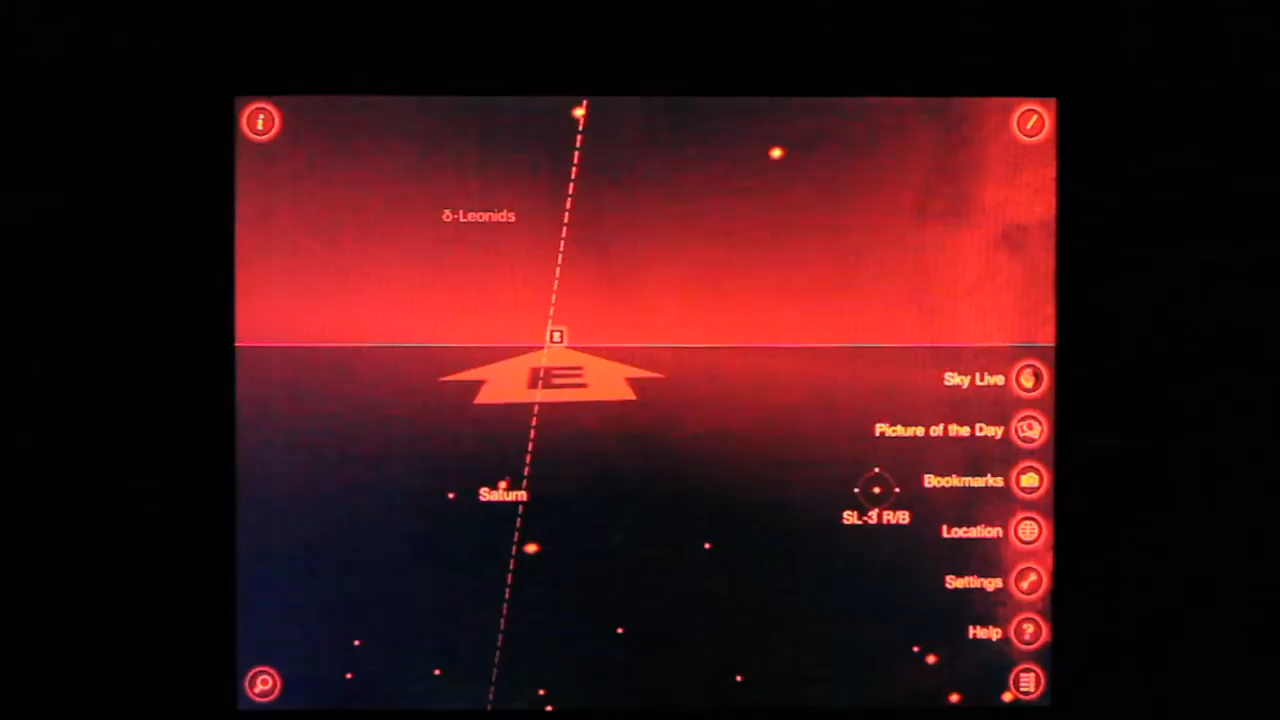 δ-Leonids
E
E
Sky Live
Picture of the Day
Saturn
Bookmarks
SL-3 R/B
Location
Settings
Help